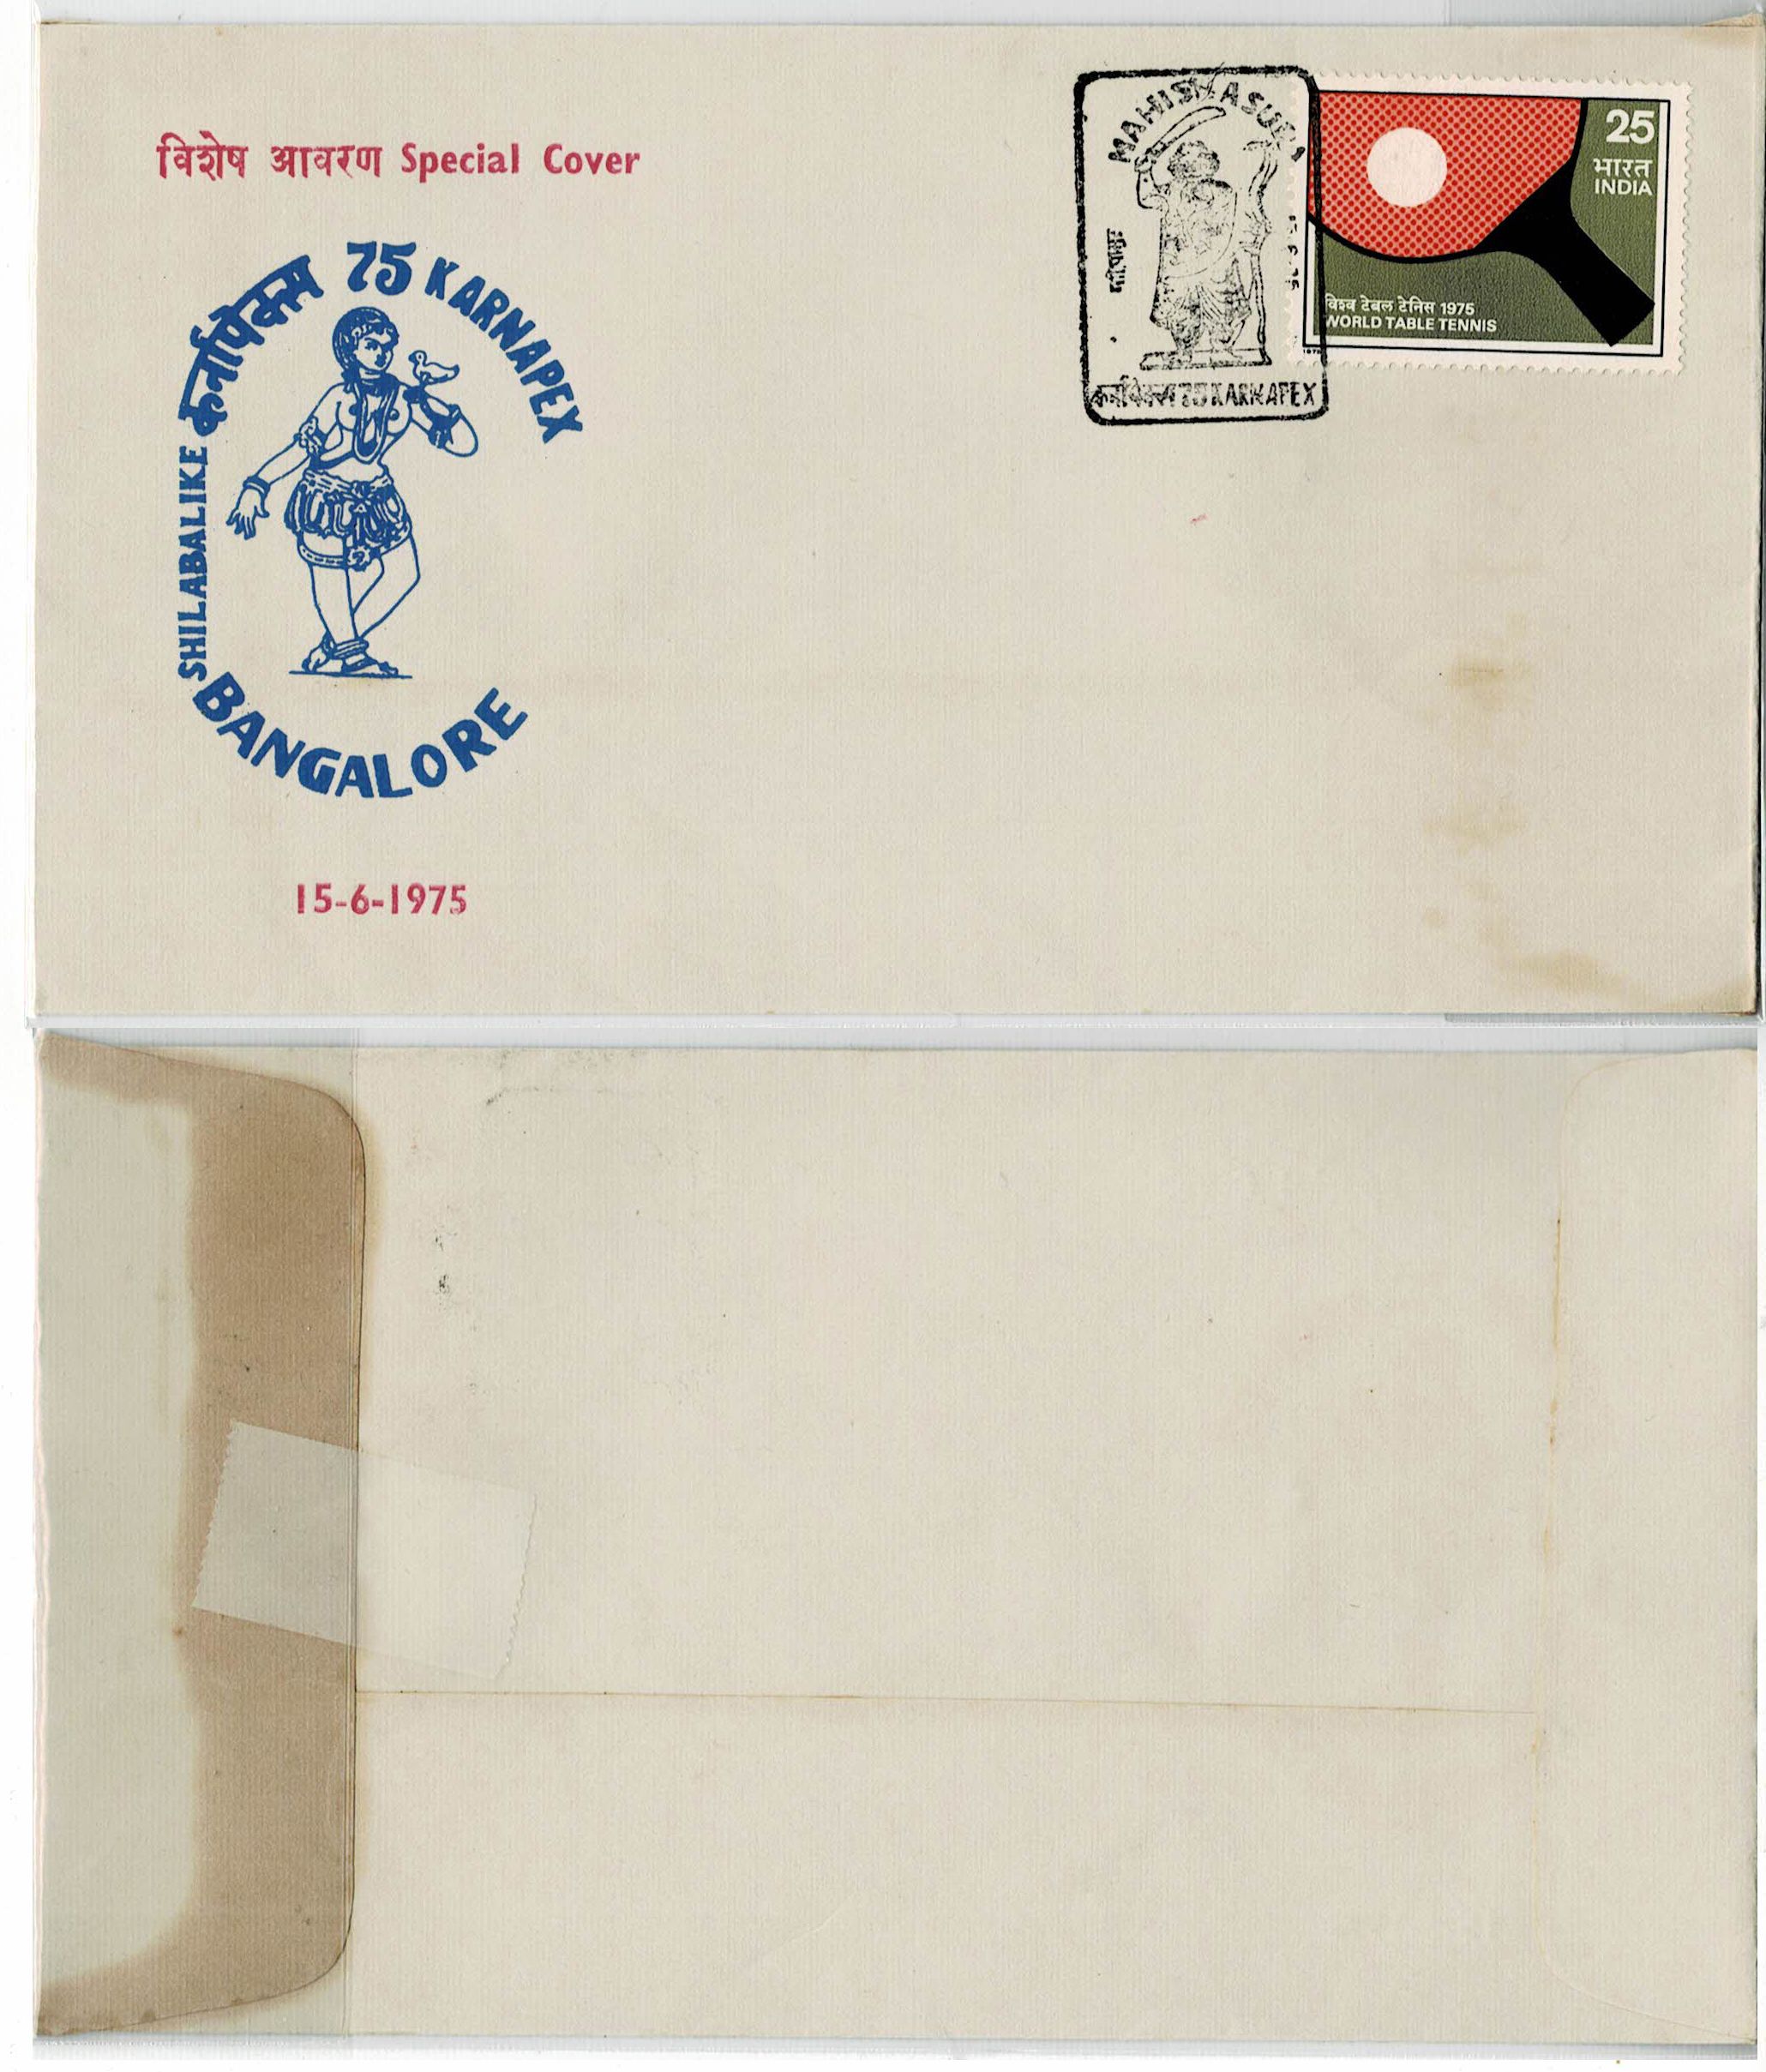 विशेष आवरण Special Cover
कर्नापेक्स 75 KARNAPEX
SHILABALIKE
BANGALORE
15-6-1975
MAHISHASURA
कर्नापेक्स 75 KARNAPEX
25
भारत
INDIA
विश्व टेबल टेनिस 1975
WORLD TABLE TENNIS